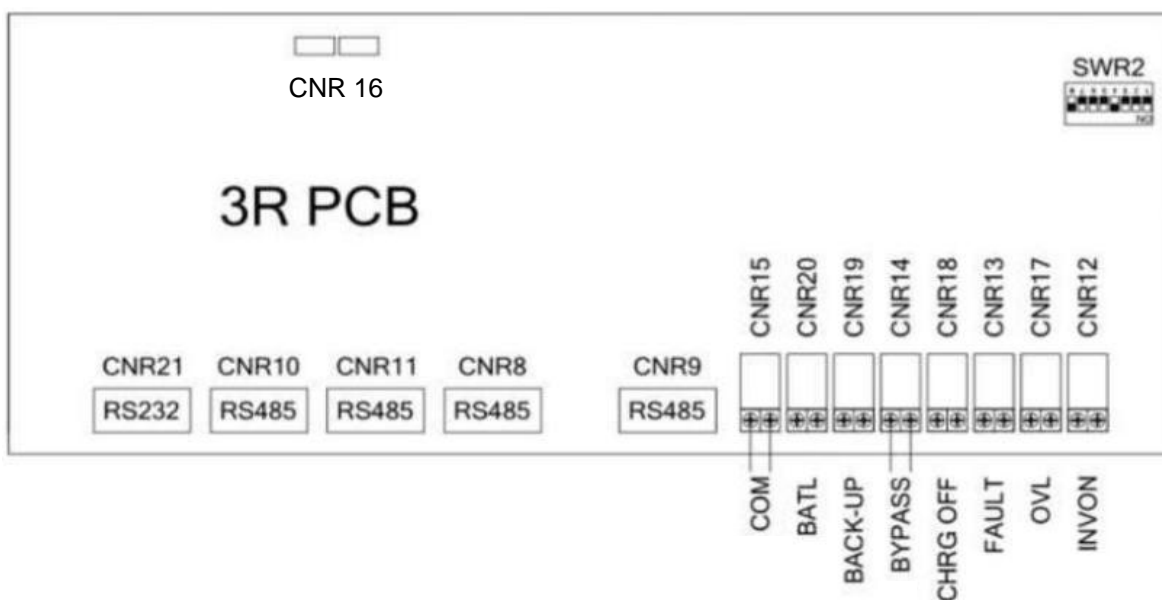 CNR 16
SWR2
NO
3R PCB
CNR15
CNR20
CNR19
CNR14
CNR18
CNR13
CNR17
CNR12
CNR21
CNR10
CNR11
CNR8
CNR9
RS232
RS485
RS485
RS485
RS485
COM
BATL
BACK-UP
BYPASS
CHRG OFF
FAULT
OVL
INVON